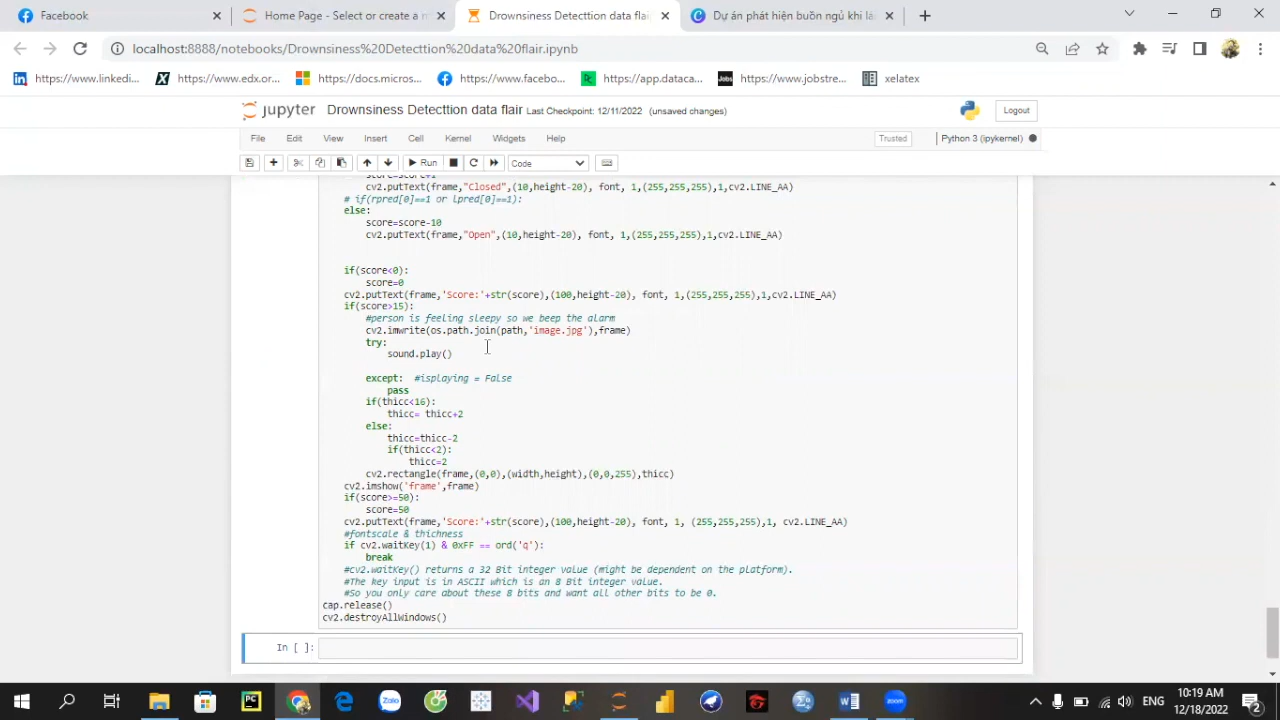 Facebook
Home Page - Select or create a n
Drownsiness Detecttion data flair
Dự án phát hiện buồn ngủ khi lá
localhost:8888/notebooks/Drownsiness%20Detecttion%20data%20flair.ipynb
https://www.linkedi...
https://www.edx.or...
https://docs.micros...
https://www.facebo...
https://app.dataca...
https://www.jobstre...
xelatex
jupyter Drownsiness Detecttion data flair Last Checkpoint: 12/11/2022 (unsaved changes)
Logout
File Edit View Insert Cell Kernel Widgets Help
Trusted
Python 3 (ipykernel)
Run
Code
score=score+1
cv2.putText(frame,"Closed",(10,height-20), font, 1,(255,255,255),1,cv2.LINE_AA)
# if(rpred[0]==1 or lpred[0]==1):
else:
score=score-10
cv2.putText(frame,"Open",(10,height-20), font, 1,(255,255,255),1,cv2.LINE_AA)
if(score<0):
score=0
cv2.putText(frame,'Score:'+str(score),(100,height-20), font, 1,(255,255,255),1,cv2.LINE_AA)
if(score>15):
#person is feeling sleepy so we beep the alarm
cv2.imwrite(os.path.join(path,'image.jpg'),frame)
try:
sound.play()
except: #isplaying = False
pass
if(thicc<16):
thicc= thicc+2
else:
thicc=thicc-2
if(thicc<2):
thicc=2
cv2.rectangle(frame,(0,0),(width,height),(0,0,255),thicc)
cv2.imshow('frame',frame)
if(score>=50):
score=50
cv2.putText(frame,'Score:'+str(score),(100,height-20), font, 1, (255,255,255),1, cv2.LINE_AA)
#fontscale & thichness
if cv2.waitKey(1) & 0xFF == ord('q'):
break
#cv2.waitKey() returns a 32 Bit integer value (might be dependent on the platform).
#The key input is in ASCII which is an 8 Bit integer value.
#So you only care about these 8 bits and want all other bits to be 0.
cap.release()
cv2.destroyAllWindows()
In [ ]:
PC
Zalo
zoom
ENG
10:19 AM
12/18/2022
2